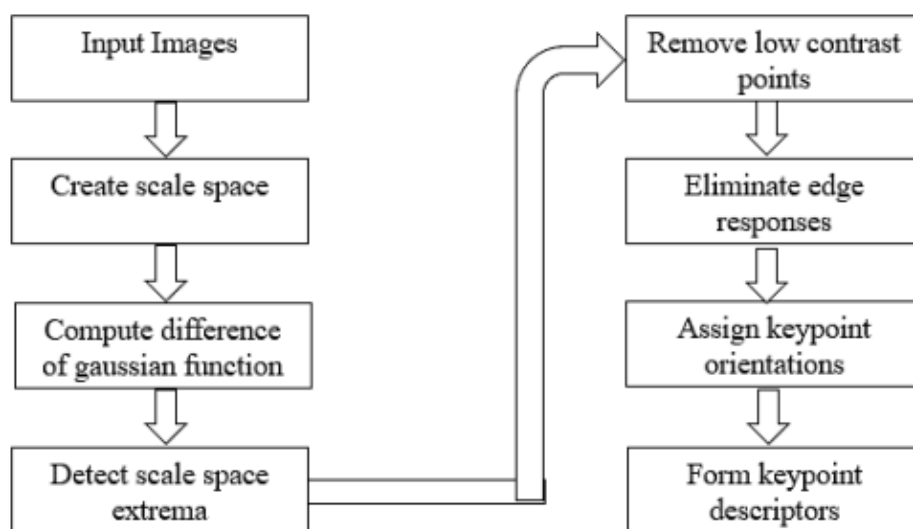 Input Images
Create scale space
Compute difference
of gaussian function
Detect scale space
extrema
Remove low contrast
points
Eliminate edge
responses
Assign keypoint
orientations
Form keypoint
descriptors